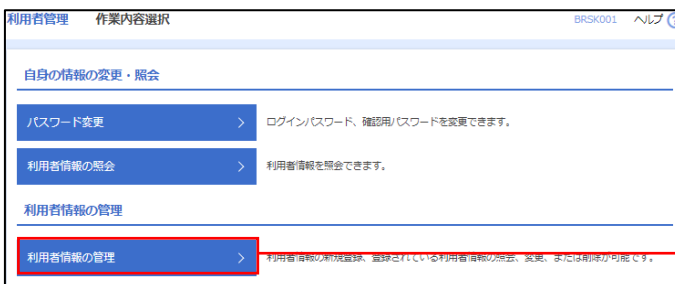 利用者管理 作業内容選択 BRSK001 ヘルプ
自身の情報の変更・照会
パスワード変更 ログインパスワード、確認用パスワードを変更できます。
利用者情報の照会 利用者情報を照会できます。
利用者情報の管理
利用者情報の管理 利用者情報の新規登録、登録されている利用者情報の照会、変更、または削除が可能です。